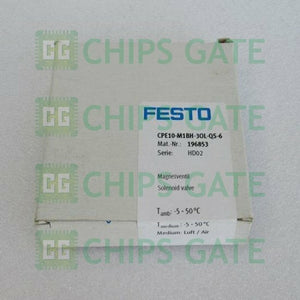 CHIPS GATE
FESTO
CPE10-M1BH-3OL-QS-6
Mat.-Nr.: 196853
Serie: HD02
CHIPS GATE
Magnetventil
Solenoid valve
Tamb: -5 - 50 °C
Tmedium: -5 - 50 °C
Medium: Luft / Air
CHIPS GATE